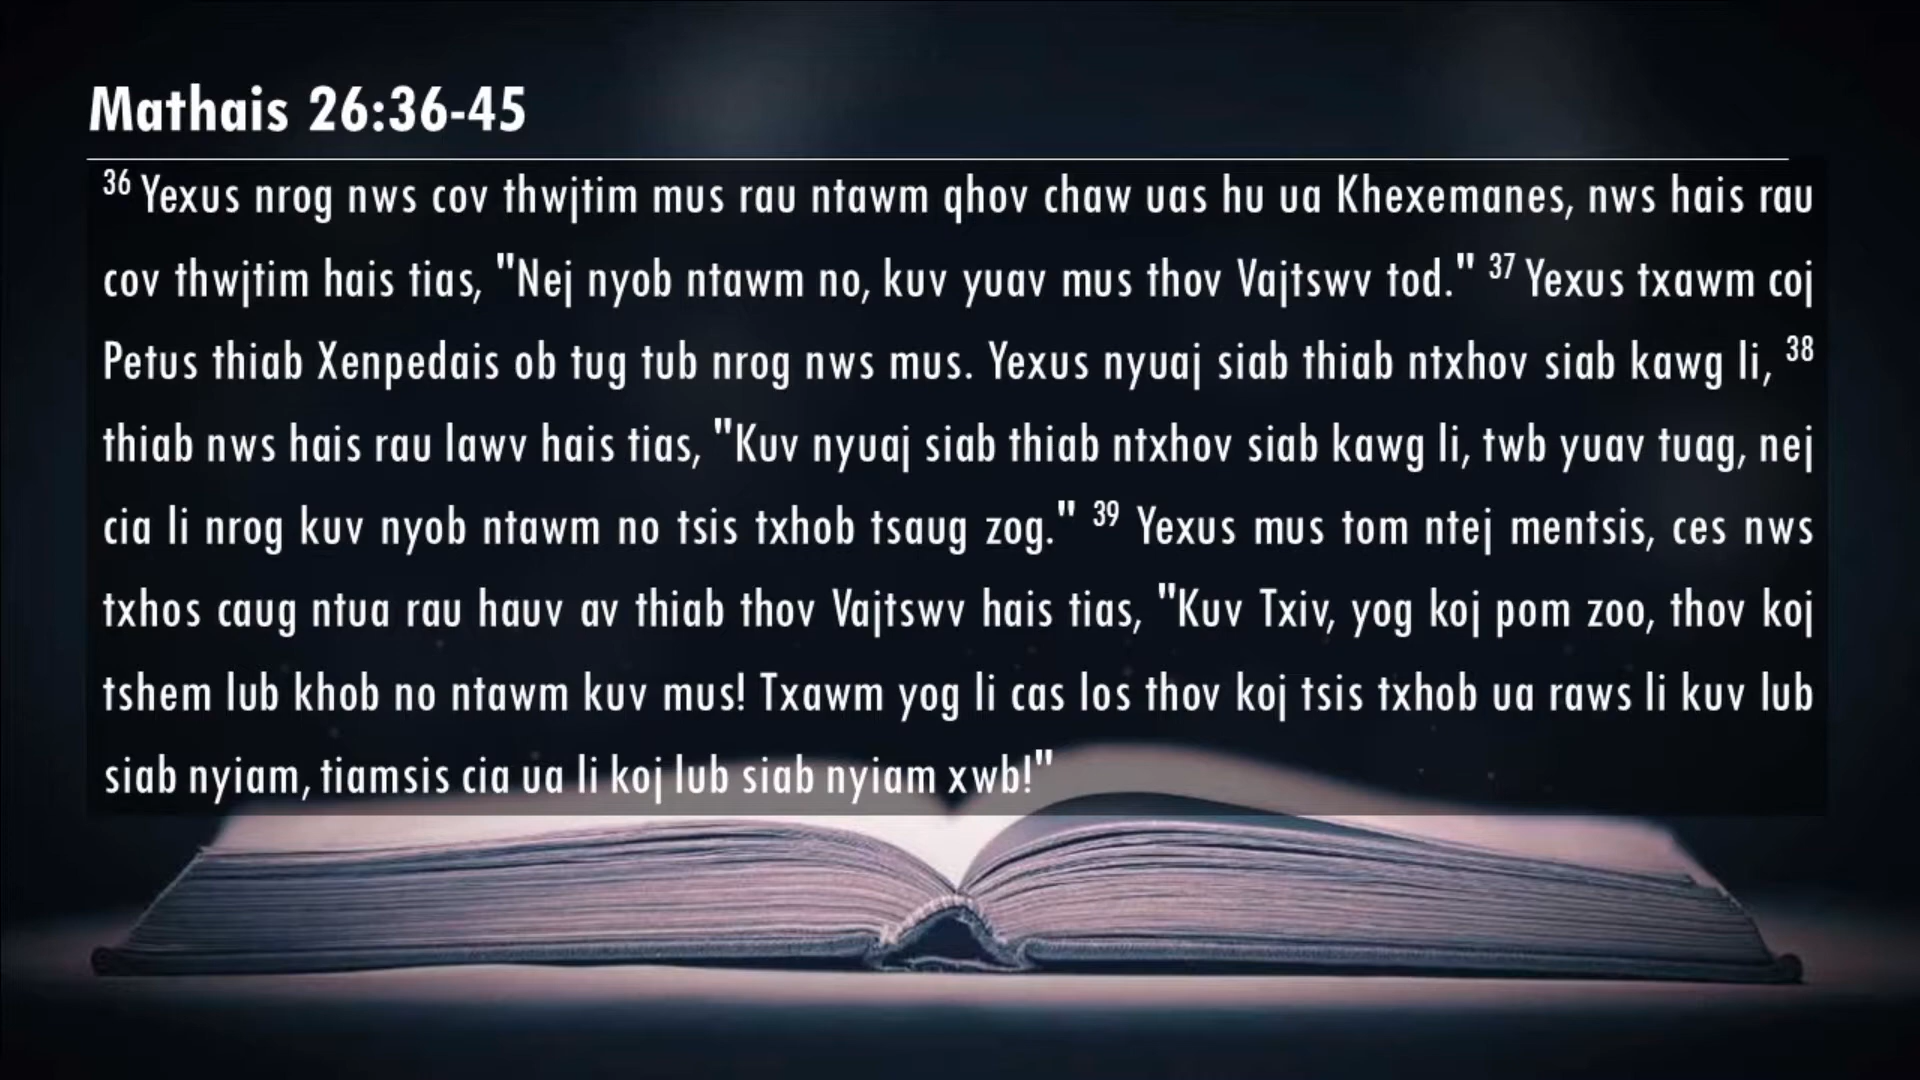 Mathais 26:36-45
36 Yexus nrog nws cov thwjtim mus rau ntawm qhov chaw uas hu ua Khexemanes, nws hais rau
cov thwjtim hais tias, "Nej nyob ntawm no, kuv yuav mus thov Vajtswv tod." 37 Yexus txawm coj
Petus thiab Xenpedais ob tug tub nrog nws mus. Yexus nyuaj siab thiab ntxhov siab kawg li, 38
thiab nws hais rau lawv hais tias, "Kuv nyuaj siab thiab ntxhov siab kawg li, twb yuav tuag, nej
cia li nrog kuv nyob ntawm no tsis txhob tsaug zog." 39 Yexus mus tom ntej mentsis, ces nws
txhos caug ntua rau hauv av thiab thov Vajtswv hais tias, "Kuv Txiv, yog koj pom zoo, thov koj
tshem lub khob no ntawm kuv mus! Txawm yog li cas los thov koj tsis txhob ua raws li kuv lub
siab nyiam, tiamsis cia ua li koj lub siab nyiam xwb!"